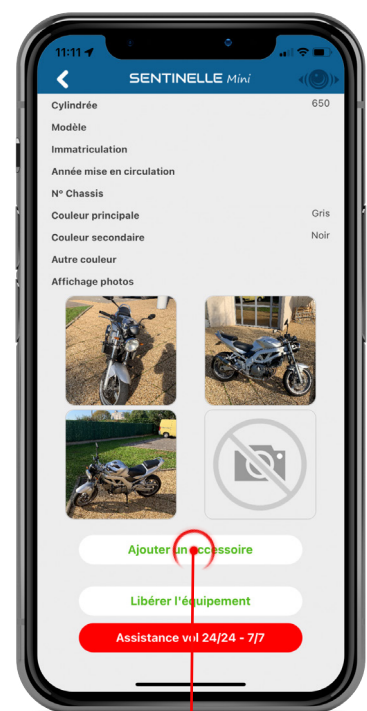 11:11
SENTINELLE Mini
Cylindrée 650
Modèle
Immatriculation
Année mise en circulation
N° Chassis
Couleur principale Gris
Couleur secondaire Noir
Autre couleur
Affichage photos
Ajouter un accessoire
Libérer l'équipement
Assistance vol 24/24 - 7/7